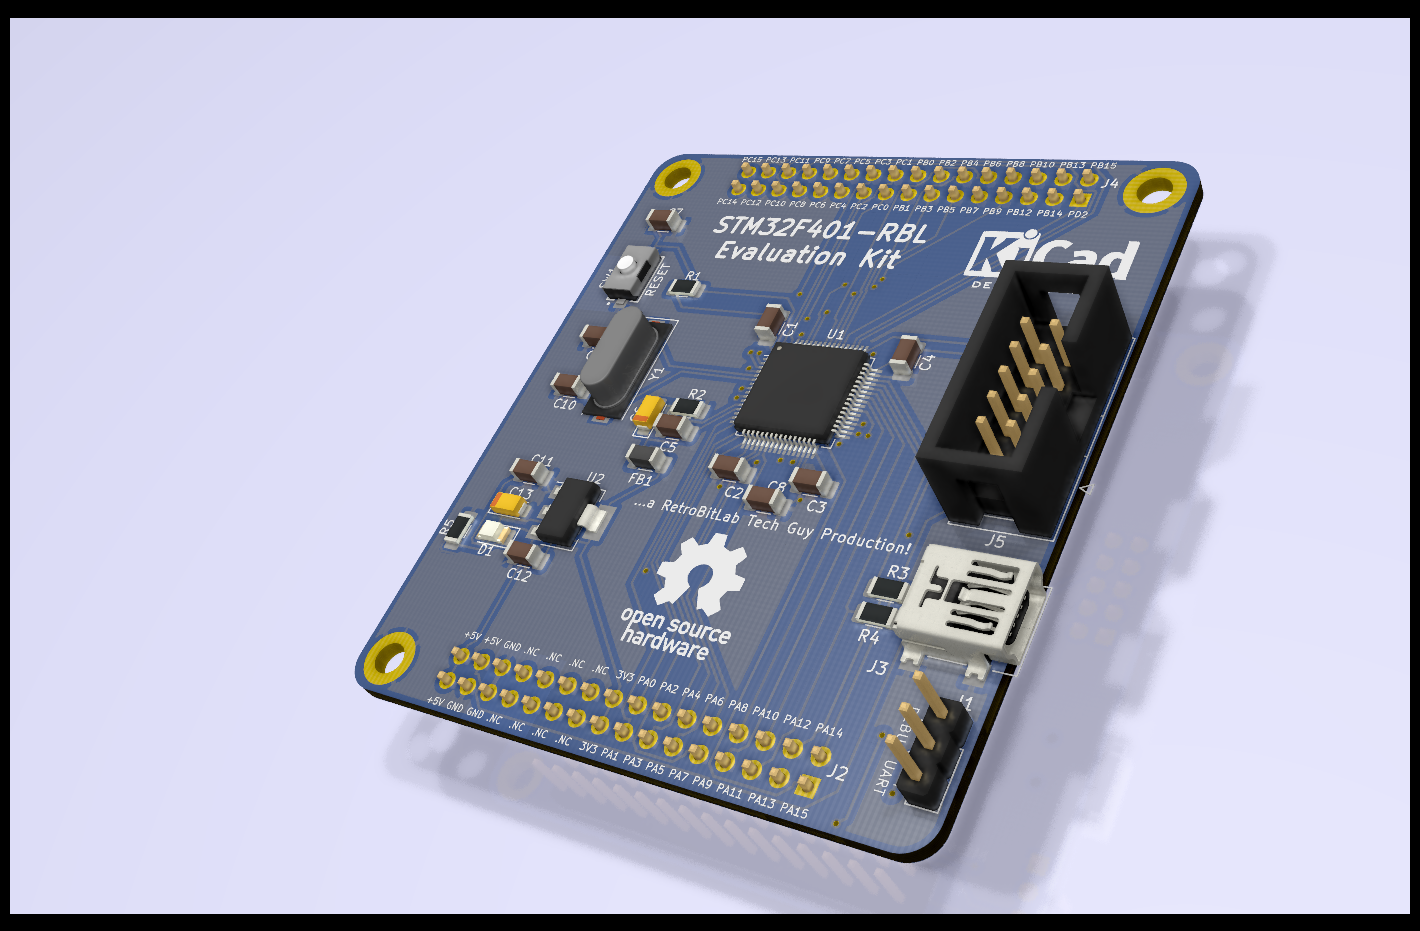 PC15 PC13 PC11 PC9 PC7 PC5 PC3 PC1 PB0 PB2 PB4 PB6 PB8 PB10 PB13 PB15
J4
PC14 PC12 PC10 PC8 PC6 PC4 PC2 PC0 PB1 PB3 PB5 PB7 PB9 PB12 PB14 PD2
STM32F401-RBL
Evaluation Kit
KiCad
RESET
R1
C1
U1
C4
Y1
C10
R2
C5
FB1
C11
U2
C13
C2
C8
C3
R5
D1
C12
...a RetroBitLab Tech Guy Production!
J5
open source
hardware
R3
R4
J3
J1
UART
+5V +5V GND .NC .NC .NC .NC 3V3 PA0 PA2 PA4 PA6 PA8 PA10 PA12 PA14
J2
+5V GND GND .NC .NC .NC .NC 3V3 PA1 PA3 PA5 PA7 PA9 PA11 PA13 PA15